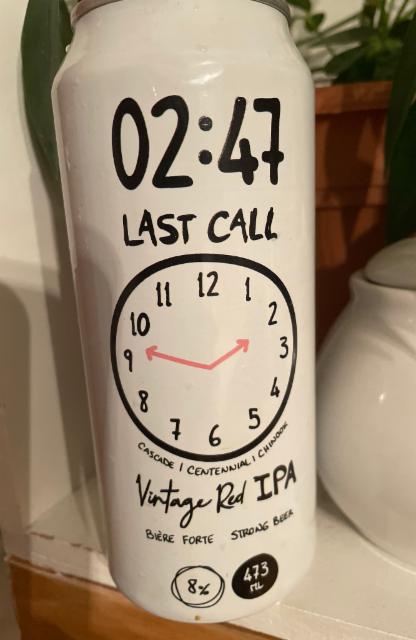 02:47
LAST CALL
12
11 1
10 2
9 3
8 4
7 5
6
CASCADE | CENTENNIAL | CHINOOK
Vintage Red IPA
BIÈRE FORTE STRONG BEER
8%
473
ML